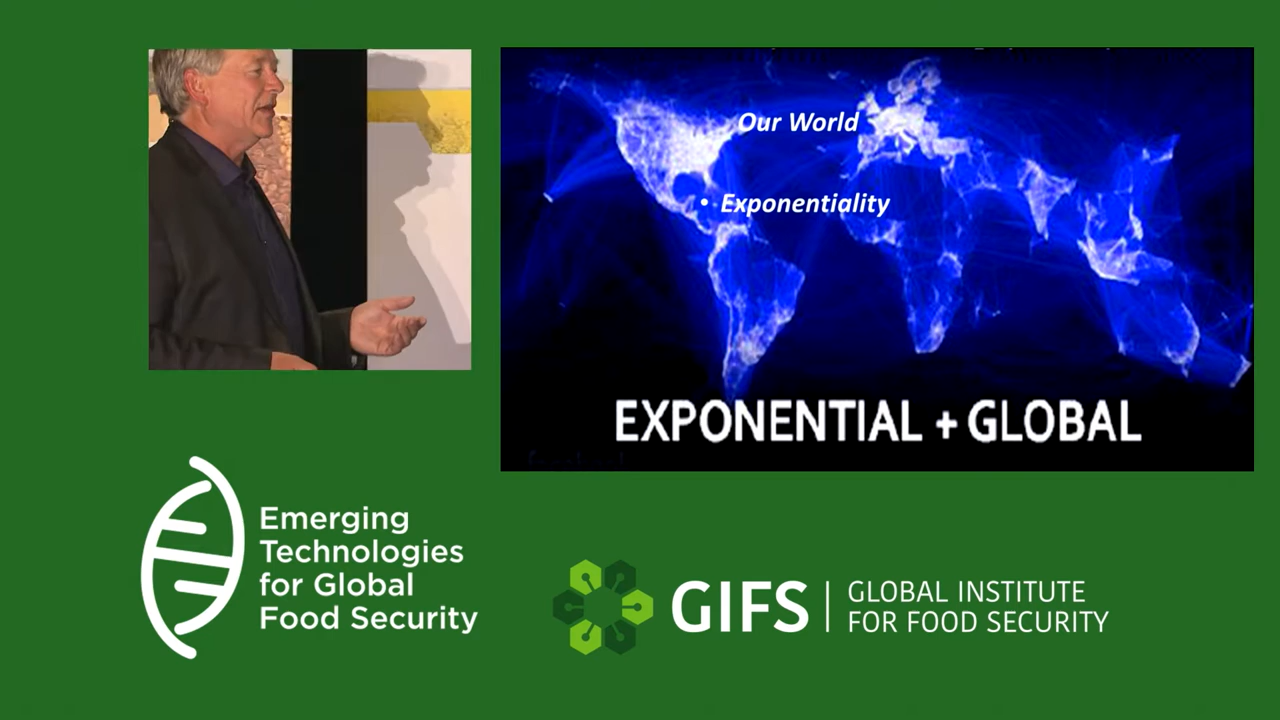 Our World
• Exponentiality
EXPONENTIAL + GLOBAL
Emerging
Technologies
for Global
Food Security
GIFS
GLOBAL INSTITUTE
FOR FOOD SECURITY